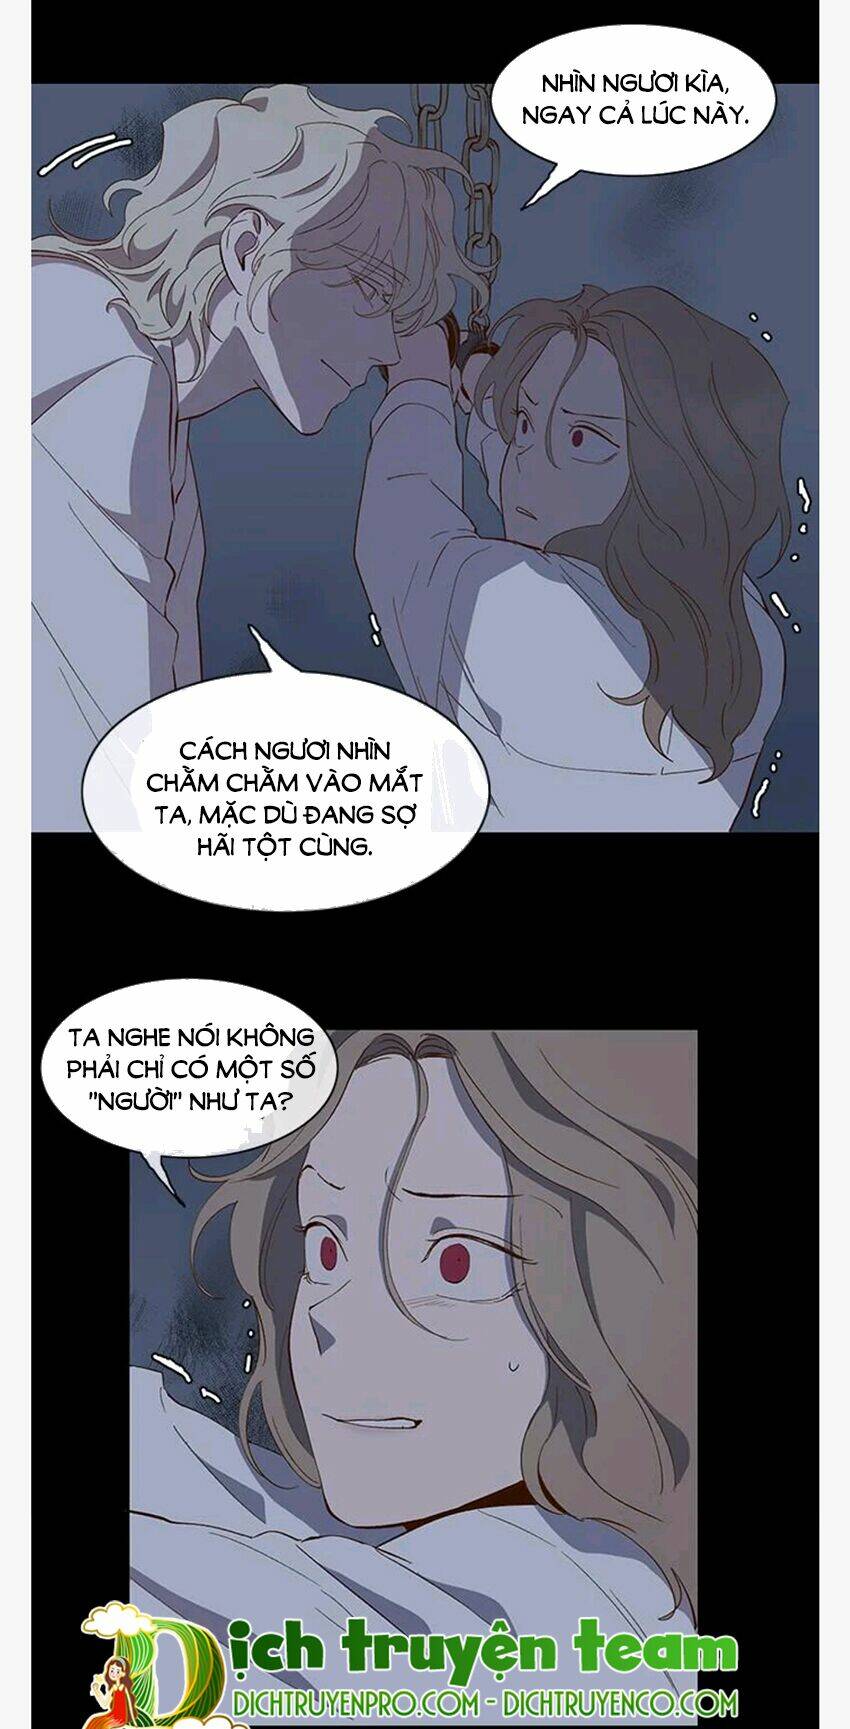 NHÌN NGƯƠI KÌA,
NGAY CẢ LÚC NÀY.
CÁCH NGƯƠI NHÌN
CHẰM CHẰM VÀO MẮT
TA, MẶC DÙ ĐANG SỢ
HÃI TỘT CÙNG.
TA NGHE NÓI KHÔNG
PHẢI CHỈ CÓ MỘT SỐ
"NGƯỜI" NHƯ TA?
Dịch truyện team
DICHTRUYENPRO.COM - DICHTRUYENCO.COM